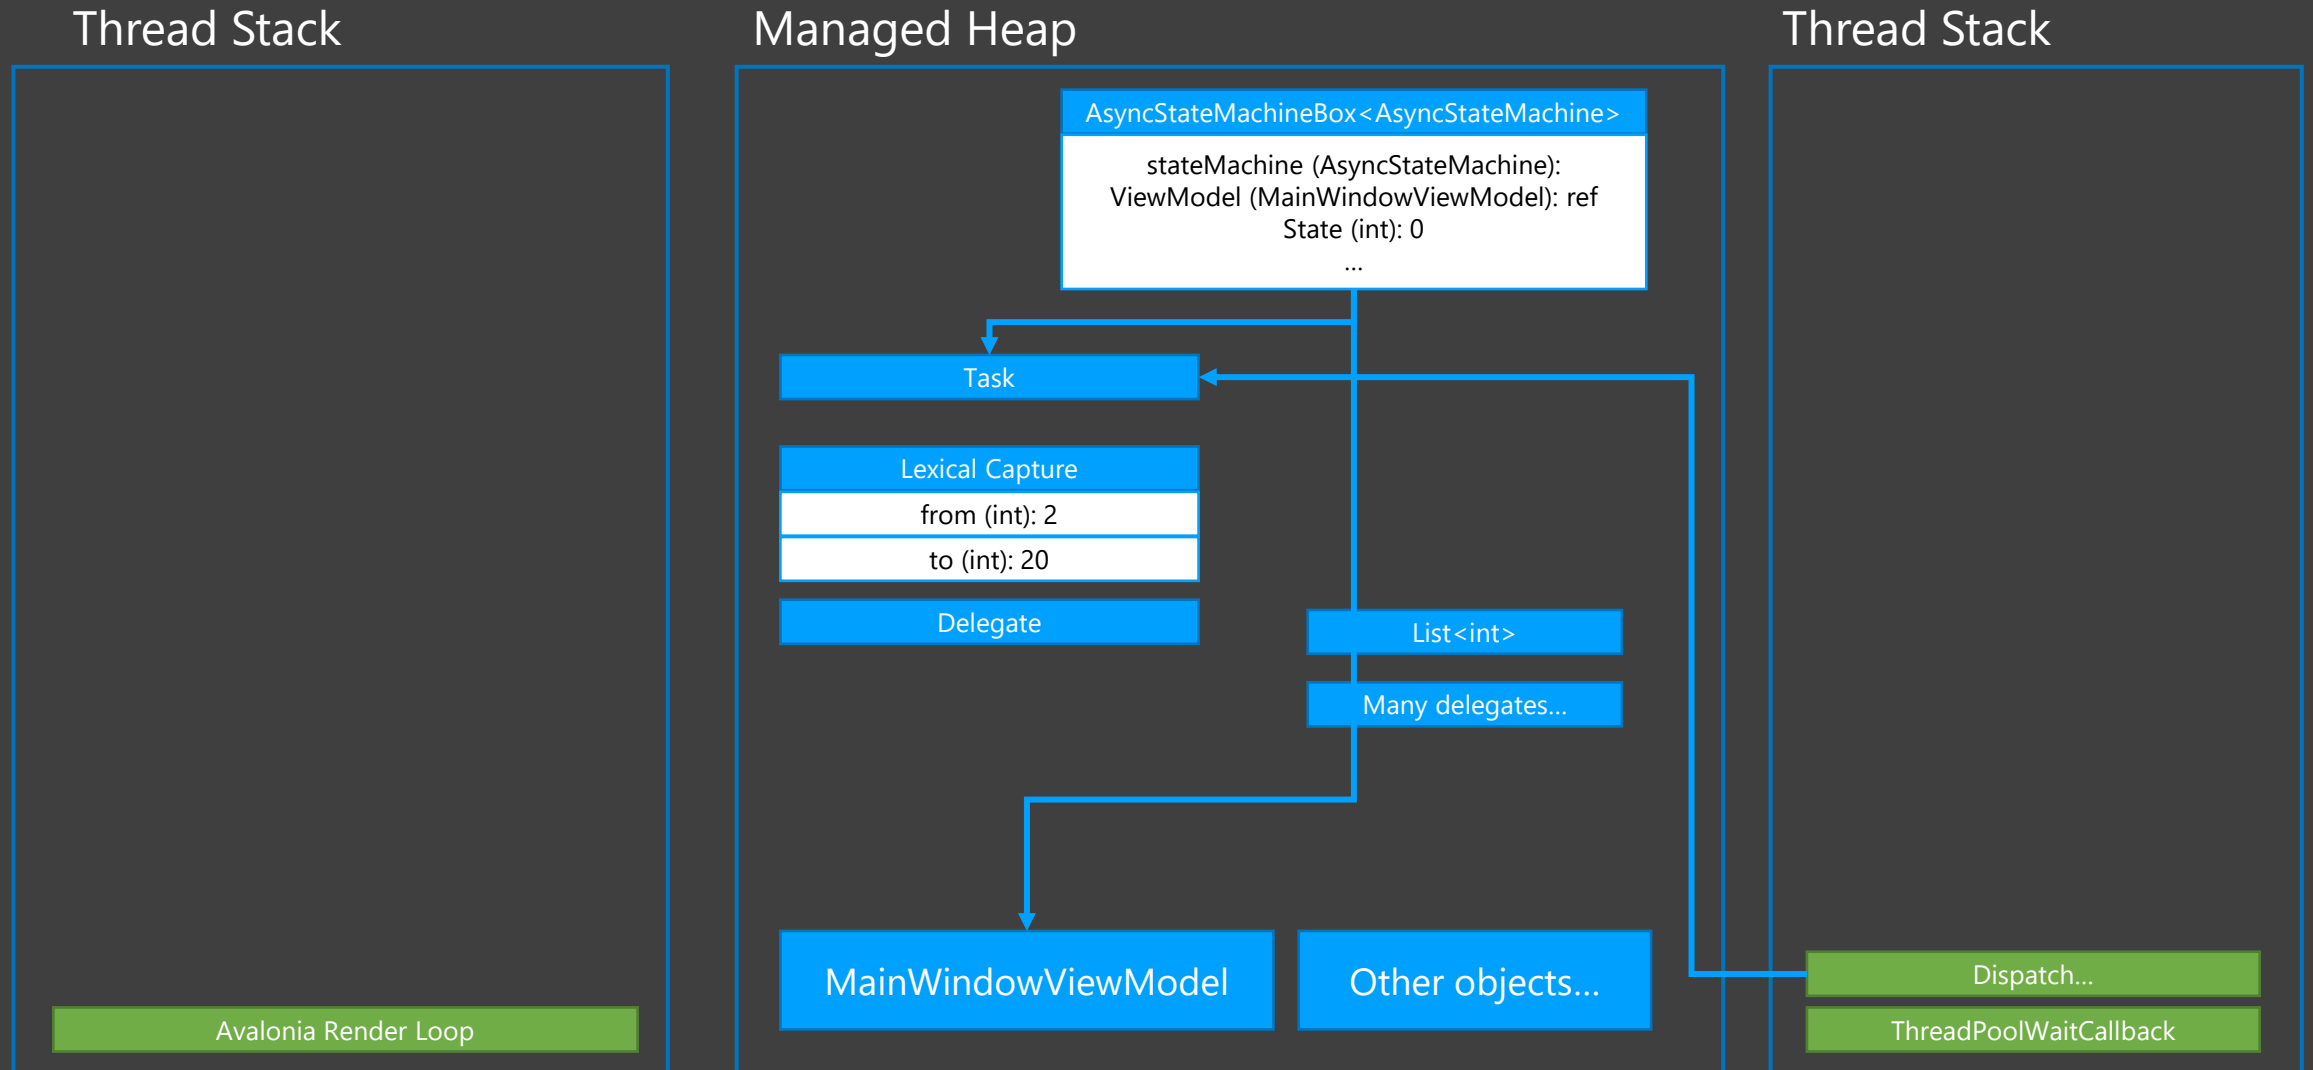 Thread Stack
Managed Heap
Thread Stack
AsyncStateMachineBox<AsyncStateMachine>
stateMachine (AsyncStateMachine):
ViewModel (MainWindowViewModel): ref
State (int): 0
...
Task
Lexical Capture
from (int): 2
to (int): 20
Delegate
List<int>
Many delegates...
MainWindowViewModel
Other objects...
Avalonia Render Loop
Dispatch...
ThreadPoolWaitCallback